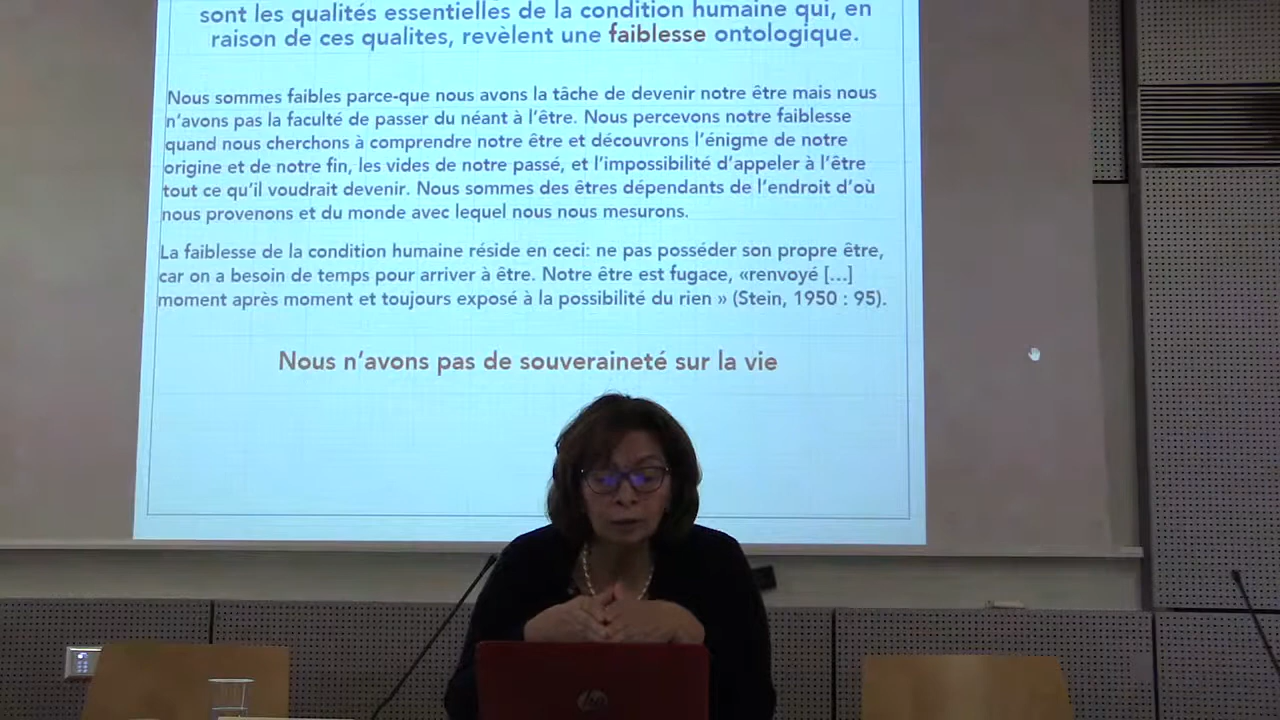 sont les qualités essentielles de la condition humaine qui, en
raison de ces qualites, revèlent une faiblesse ontologique.
Nous sommes faibles parce-que nous avons la tâche de devenir notre être mais nous
n'avons pas la faculté de passer du néant à l'être. Nous percevons notre faiblesse
quand nous cherchons à comprendre notre être et découvrons l'énigme de notre
origine et de notre fin, les vides de notre passé, et l'impossibilité d'appeler à l'être
tout ce qu'il voudrait devenir. Nous sommes des êtres dépendants de l'endroit d'où
nous provenons et du monde avec lequel nous nous mesurons.
La faiblesse de la condition humaine réside en ceci: ne pas posséder son propre être,
car on a besoin de temps pour arriver à être. Notre être est fugace, «renvoyé [...]
moment après moment et toujours exposé à la possibilité du rien » (Stein, 1950 : 95).
Nous n'avons pas de souveraineté sur la vie
hp